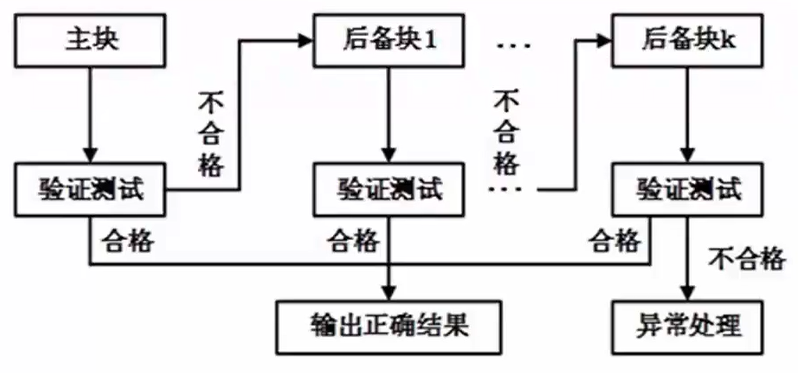 主块
后备块1
...
后备块k
不合格
不合格
验证测试
验证测试
...
验证测试
合格
合格
合格
不合格
输出正确结果
异常处理